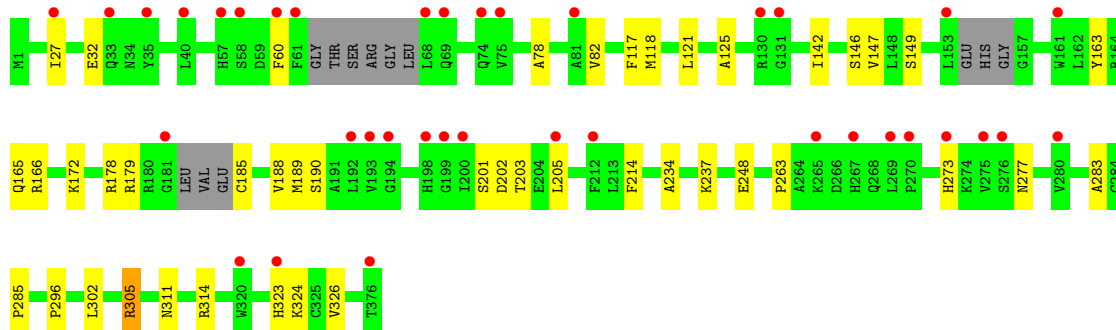 M1 I27 E32 Q33 N34 Y35 L40 H57 S58 D59 F60 F61 GLY THR SER ARG GLY LEU L68 Q69 Q74 V75 A78 A81 V82 F117 M118 L121 A125 R130 G131 I142 S146 V147 L148 S149 L153 GLU HIS GLY G157 W161 L162 Y163 R164
Q165 R166 K172 R178 R179 R180 G181 LEU VAL GLU C185 V188 M189 S190 A191 L192 V193 G194 H198 G199 I200 S201 D202 T203 E204 L205 F212 L213 F214 A234 K237 E248 P263 A264 K265 D266 H267 Q268 L269 P270 H273 K274 V275 S276 N277 V280 A283 G284
P285 P296 L302 R305 N311 R314 W320 H323 K324 C325 V326 T376